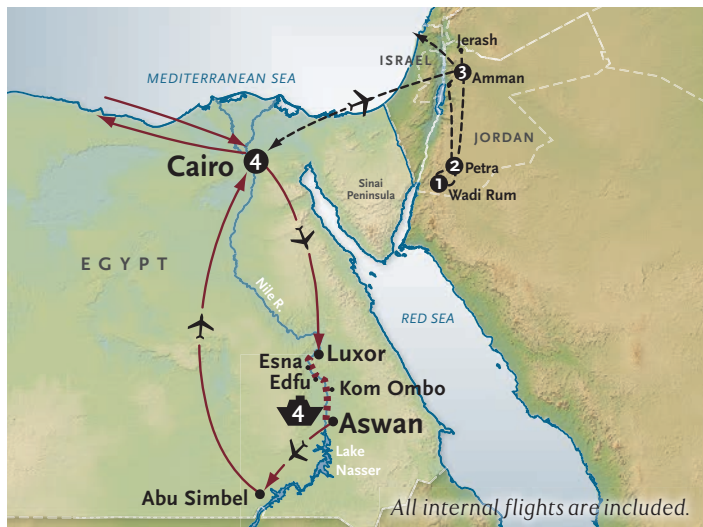 Jerash
ISRAEL
MEDITERRANEAN SEA
3
Amman
JORDAN
Cairo
4
2
Petra
1
Wadi Rum
Sinai
Peninsula
EGYPT
Nile R.
RED SEA
Luxor
Esna
Edfu
Kom Ombo
4
Aswan
Lake
Nasser
Abu Simbel
All internal flights are included.